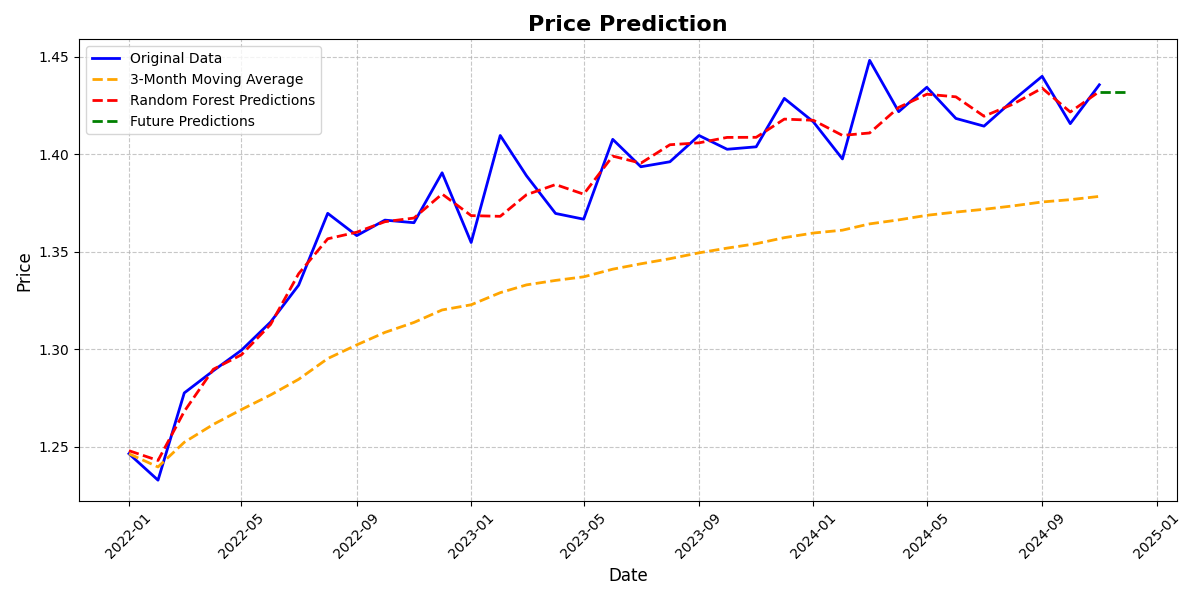 Price Prediction
Original Data
3-Month Moving Average
Random Forest Predictions
Future Predictions
Price
1.45
1.40
1.35
1.30
1.25
2022-01
2022-05
2022-09
2023-01
2023-05
2023-09
2024-01
2024-05
2024-09
2025-01
Date